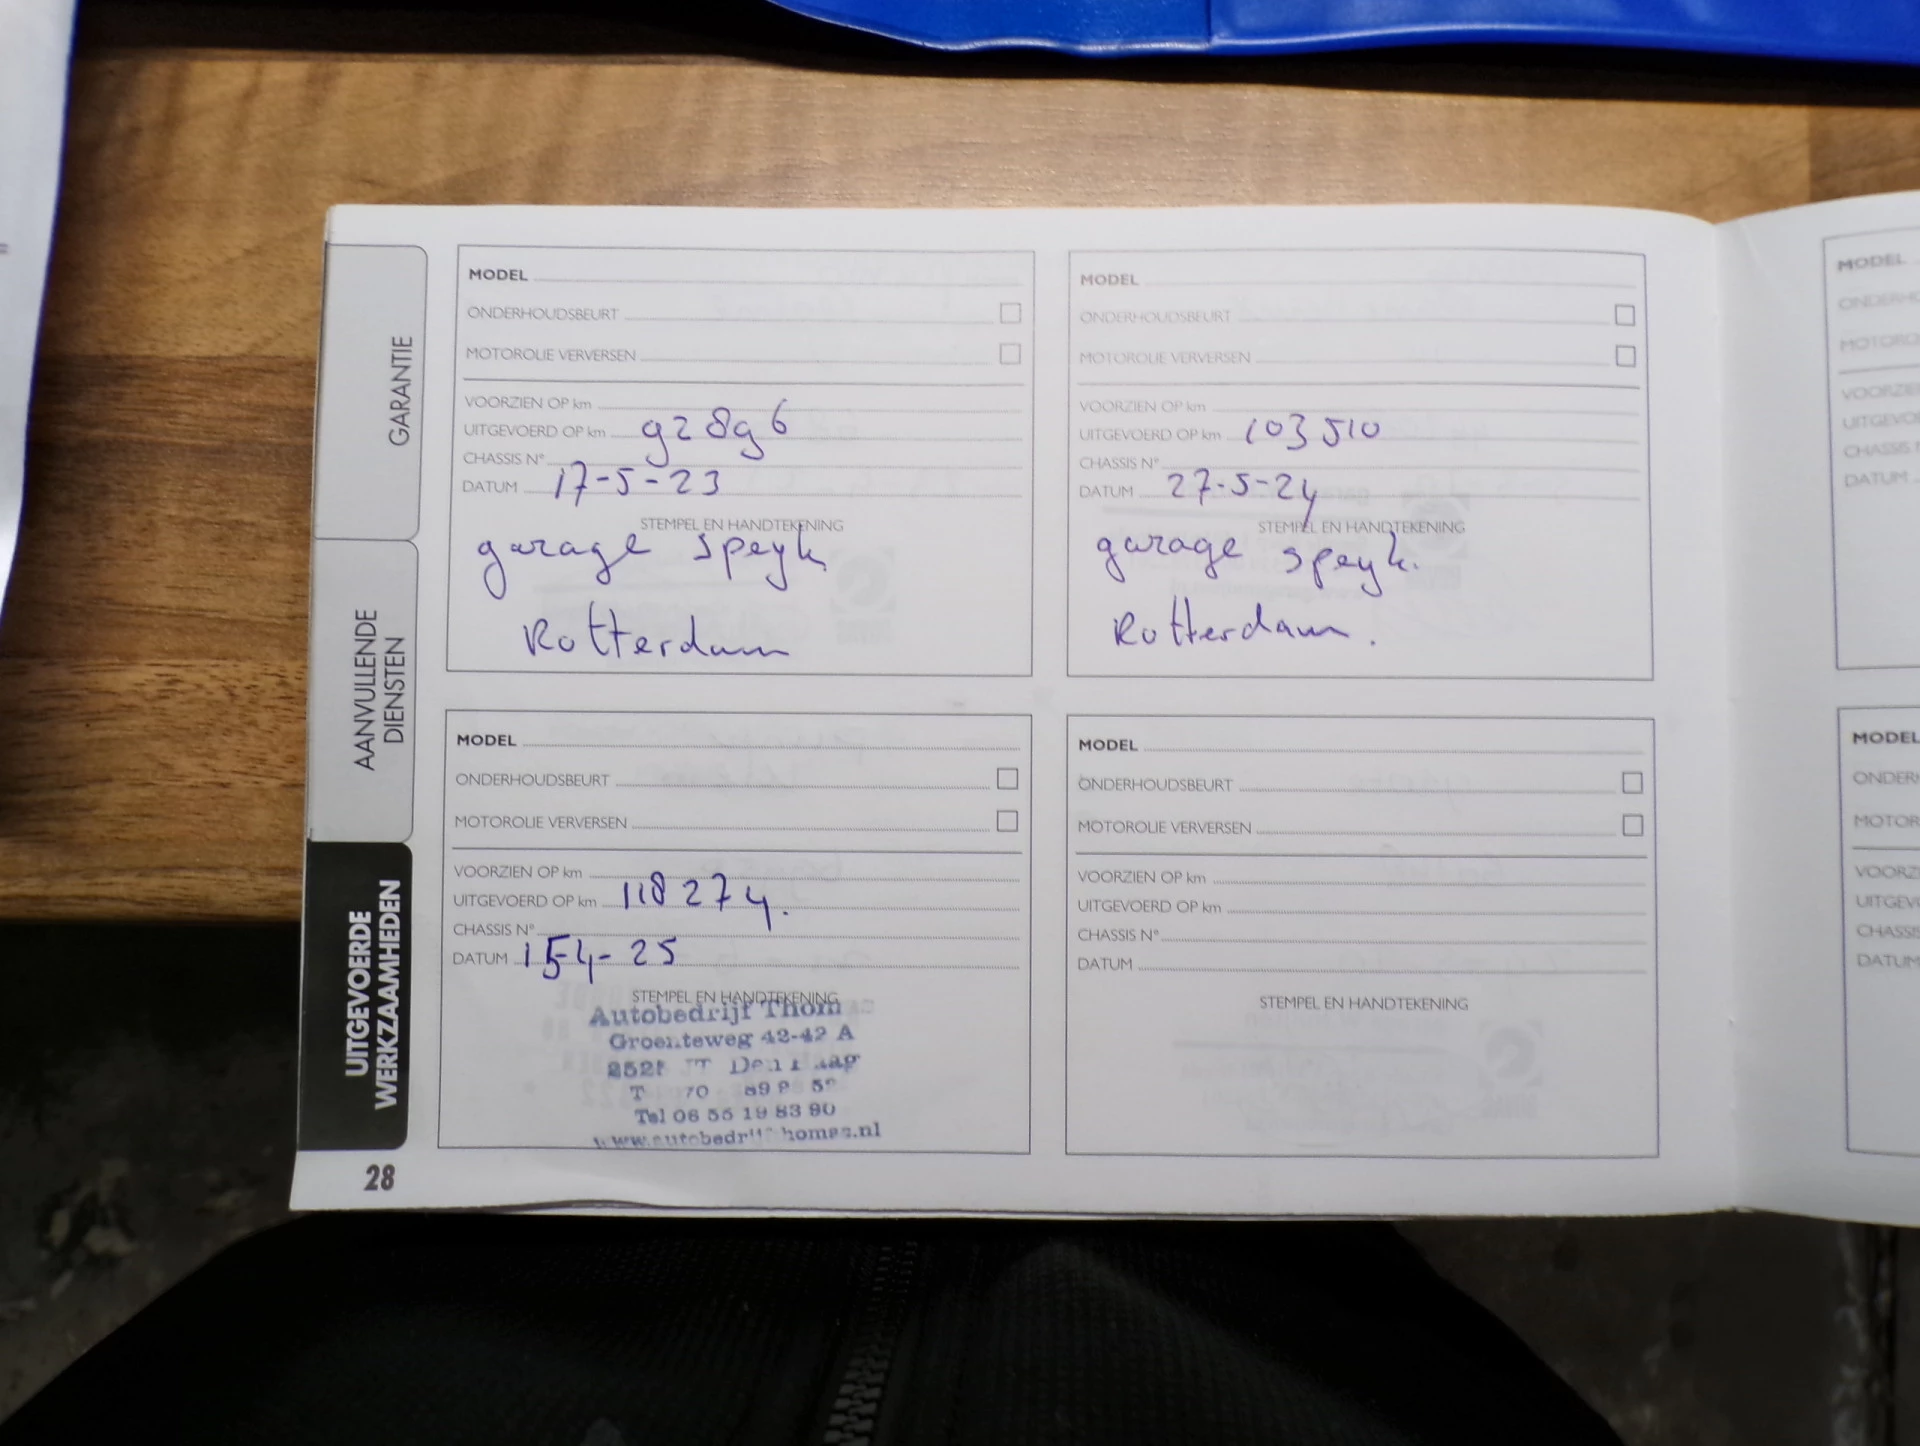 GARANTIE
AANVULLENDE
DIENSTEN
UITGEVOERDE
WERKZAAMHEDEN
28
MODEL
ONDERHOUDSBEURT
MOTOROLIE VERVERSEN
VOORZIEN OP km
UITGEVOERD OP km 92896
CHASSIS N°
DATUM 17-5-23
STEMPEL EN HANDTEKENING
garage Speyk
Rotterdam
MODEL
ONDERHOUDSBEURT
MOTOROLIE VERVERSEN
VOORZIEN OP km
UITGEVOERD OP km 103510
CHASSIS N°
DATUM 27-5-24
STEMPEL EN HANDTEKENING
garage Speyk.
Rotterdam.
MODEL
ONDERHOUDSBEURT
MOTOROLIE VERVERSEN
VOORZIEN OP km
UITGEVOERD OP km 118274.
CHASSIS N°
DATUM 15-4-25
STEMPEL EN HANDTEKENING
Autobedrijf Thom
Groenteweg 42-42 A
Den
Tel 06 55 19 83 80
MODEL
ONDERHOUDSBEURT
MOTOROLIE VERVERSEN
VOORZIEN OP km
UITGEVOERD OP km
CHASSIS N°
DATUM
STEMPEL EN HANDTEKENING
MODEL
DATUM
MODEL
DATUM